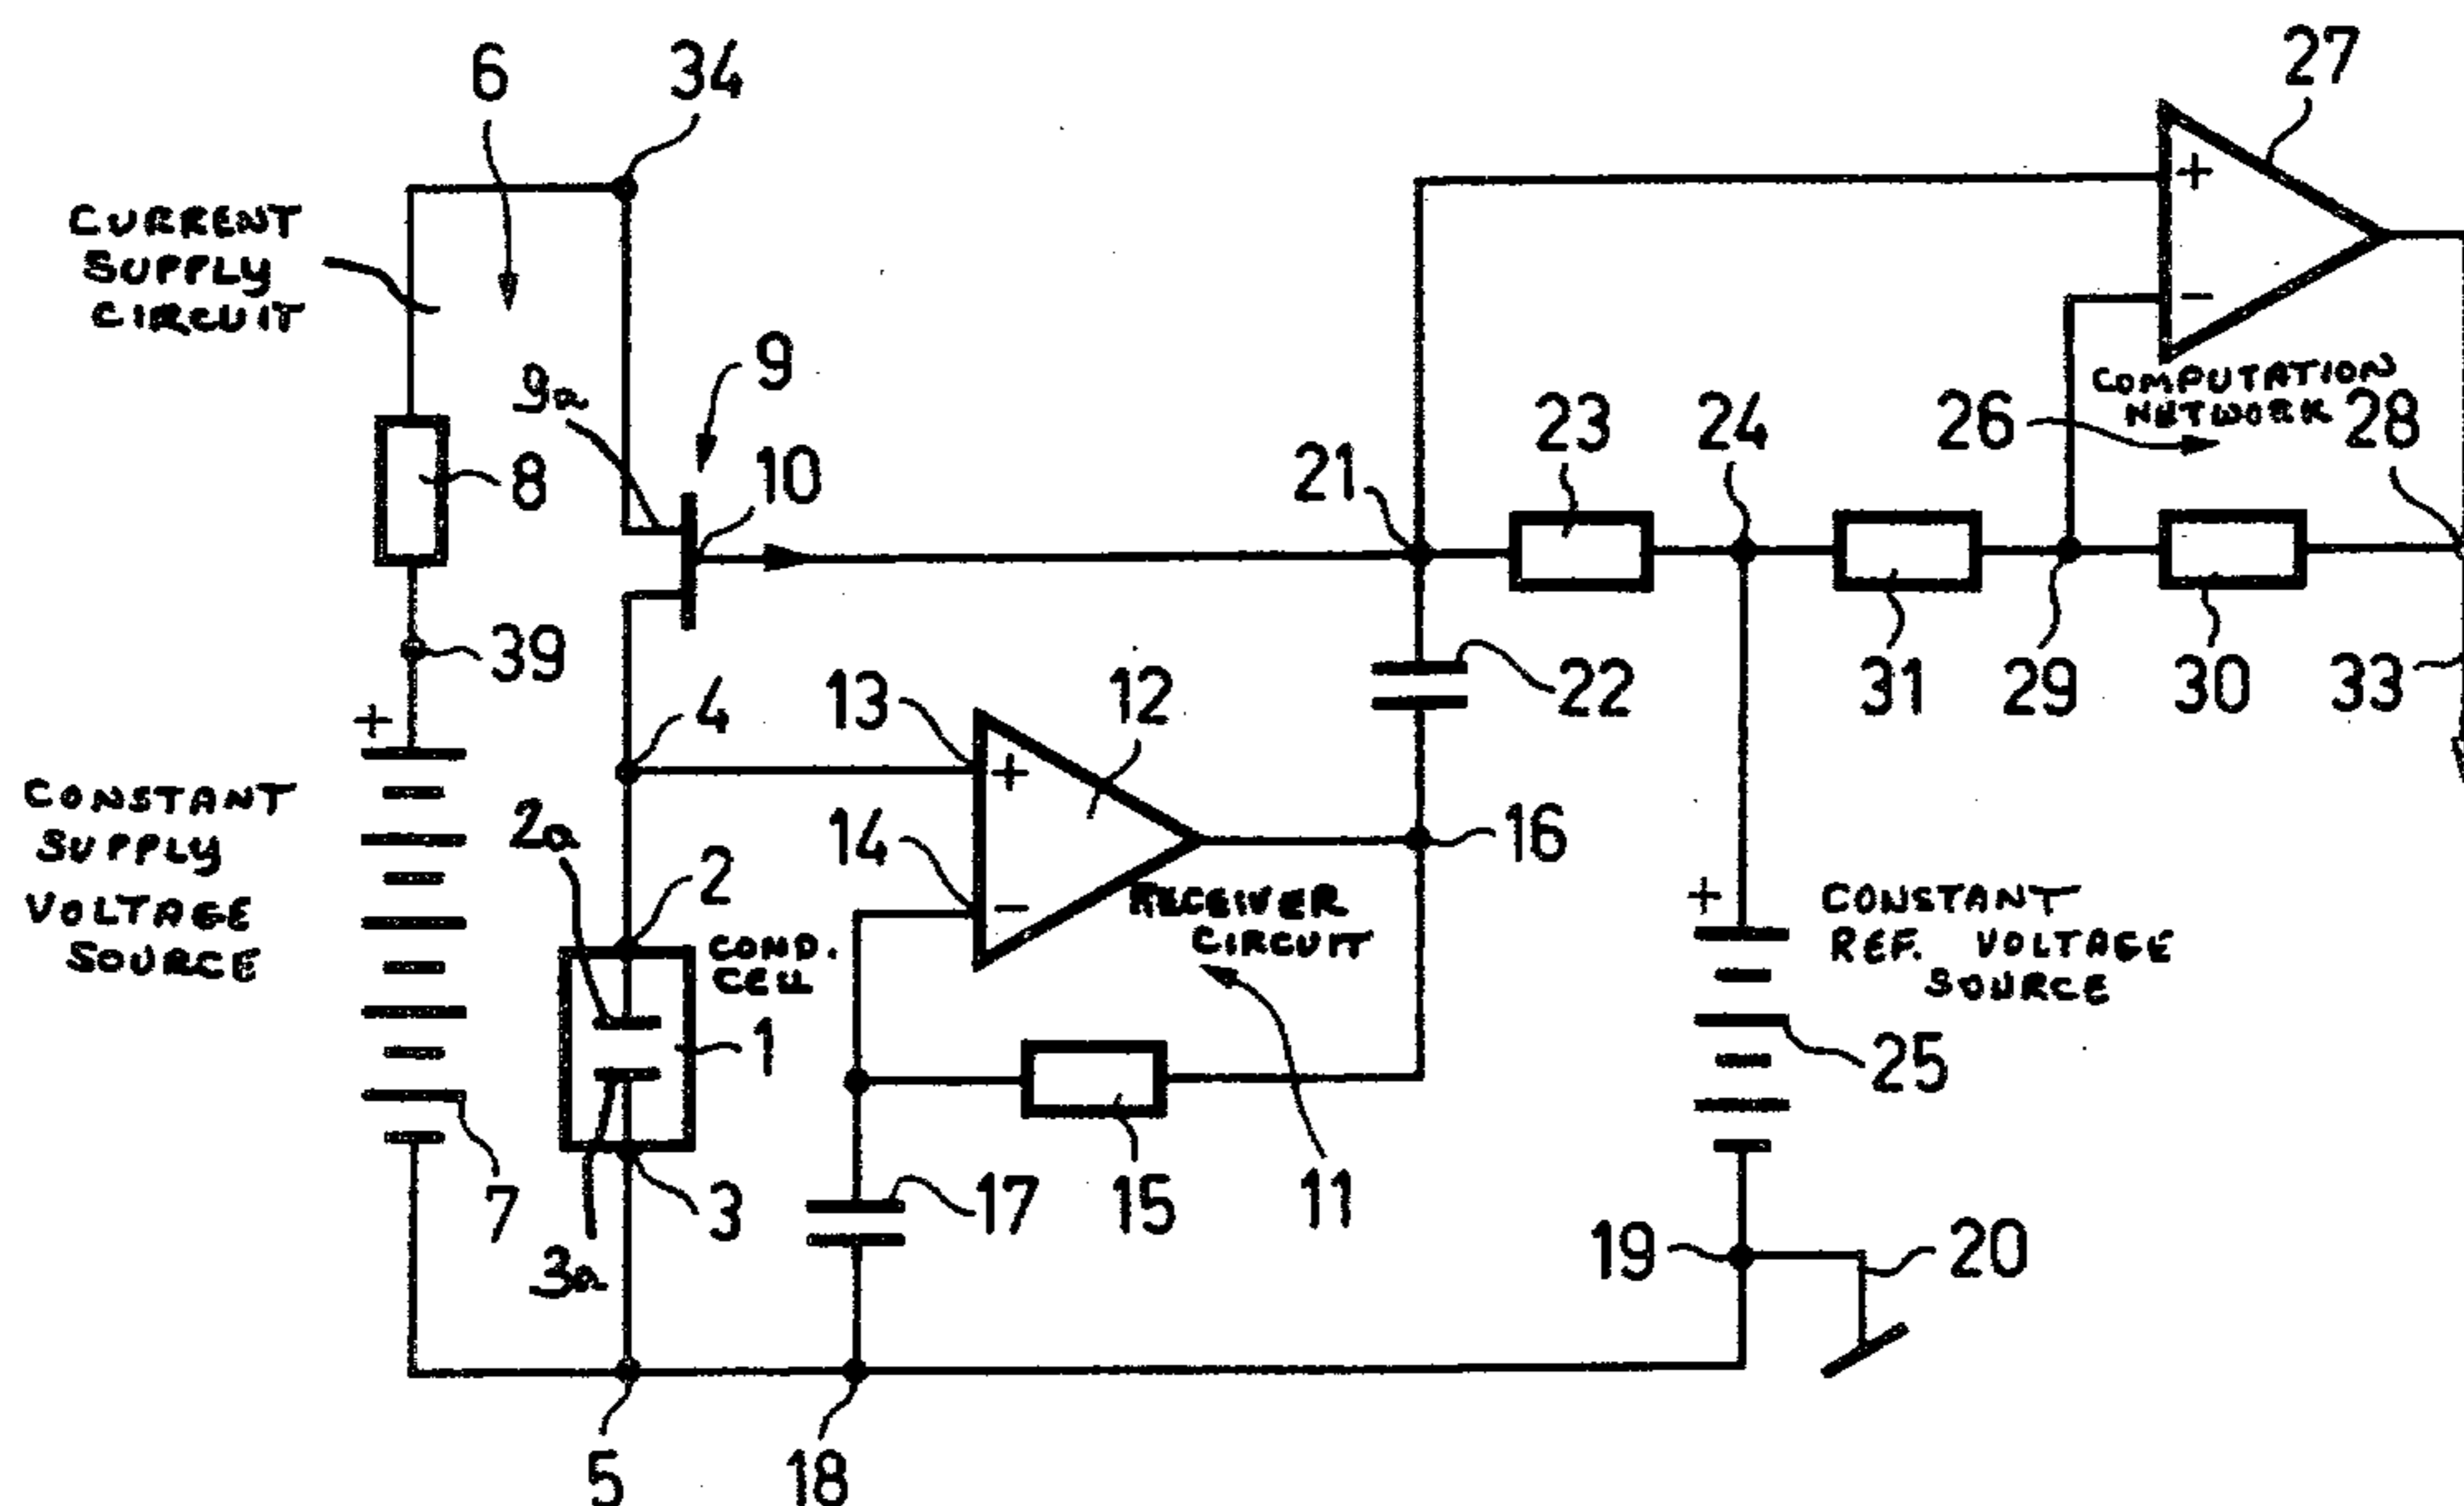 6
34
27
CURRENT
SUPPLY
CIRCUIT
9
9a
10
8
39
+
4
13
12
+
14
-
2a
2
CONSTANT
SUPPLY
VOLTAGE
SOURCE
COND.
CELL
1
7
3
3a
17
15
11
RECEIVER
CIRCUIT
16
5
18
+
-
COMPUTATION
NETWORK
26
28
21
23
24
22
31
29
30
33
+
CONSTANT
REF. VOLTAGE
SOURCE
25
19
20